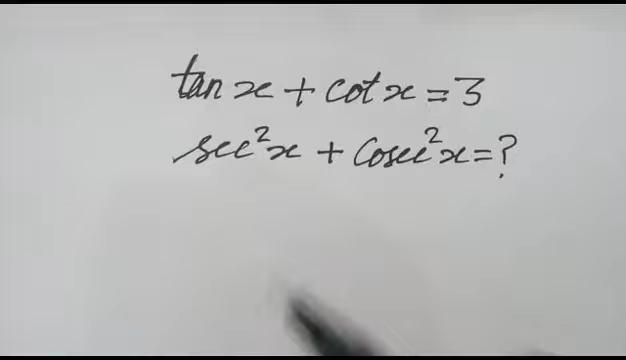 tan x + cot x = 3
sec²x + cosec²x = ?